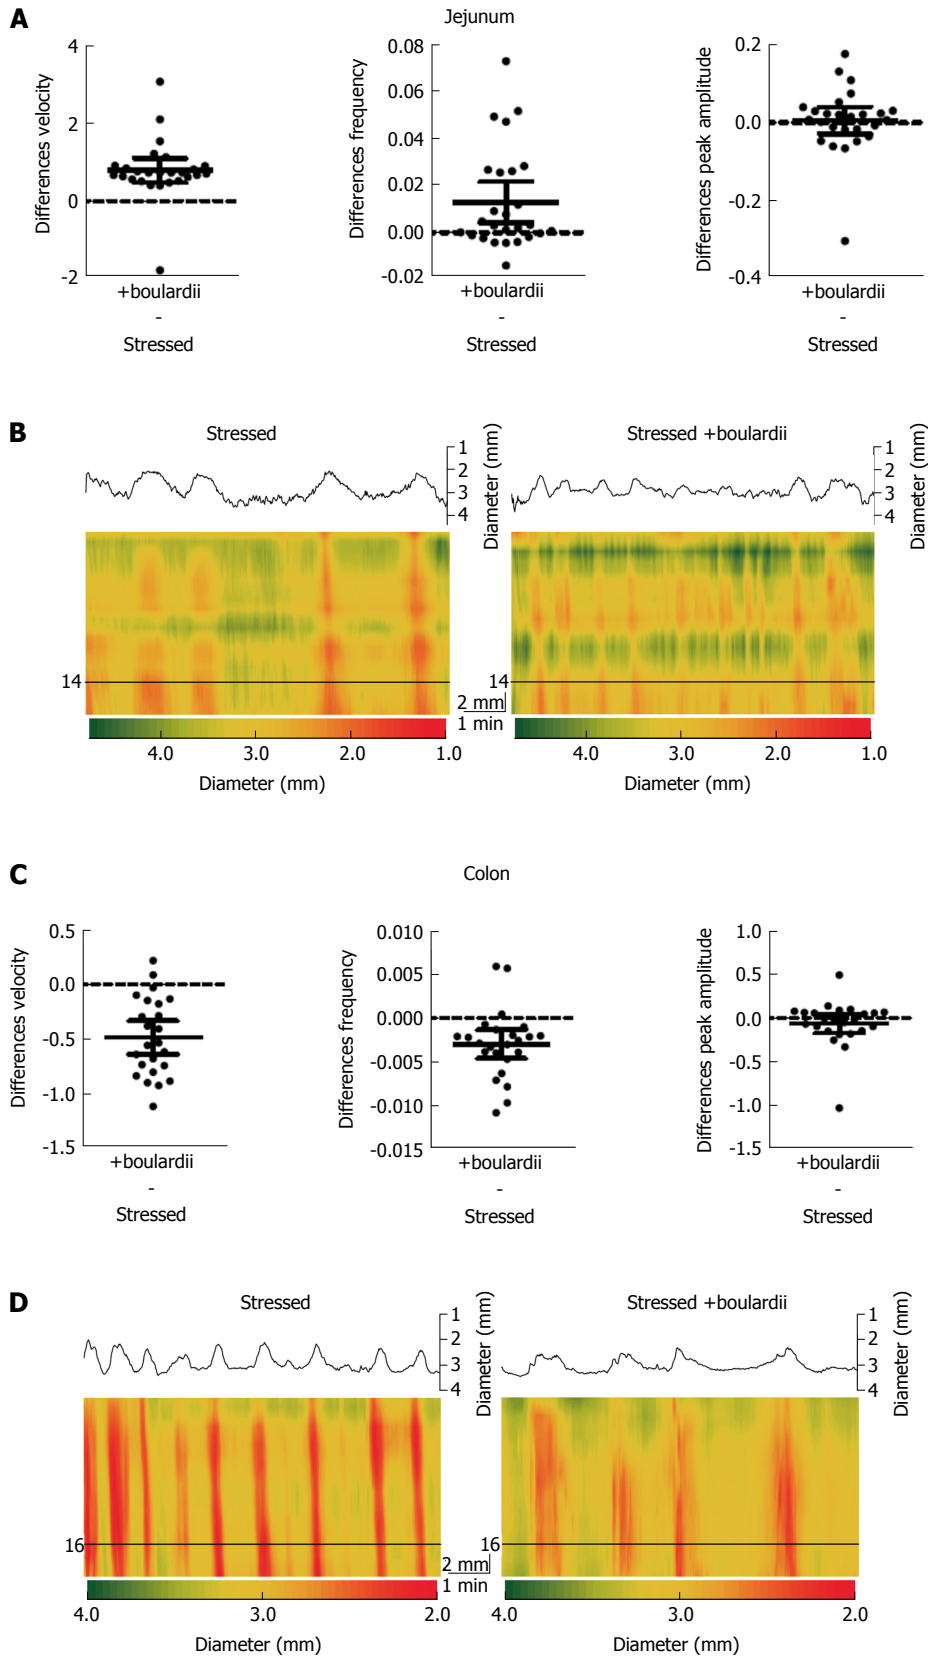 A
Jejunum
Differences velocity
4
2
0
-2
+boulardii
-
Stressed
Differences frequency
0.08
0.06
0.04
0.02
0.00
-0.02
+boulardii
-
Stressed
Differences peak amplitude
0.2
0.0
-0.2
-0.4
+boulardii
-
Stressed
B
Stressed
1
2
3
4
Diameter (mm)
14
2 mm
1 min
4.0 3.0 2.0 1.0
Diameter (mm)
Stressed +boulardii
1
2
3
4
Diameter (mm)
14
4.0 3.0 2.0 1.0
Diameter (mm)
C
Colon
Differences velocity
0.5
0.0
-0.5
-1.0
-1.5
+boulardii
-
Stressed
Differences frequency
0.010
0.005
0.000
-0.005
-0.010
-0.015
+boulardii
-
Stressed
Differences peak amplitude
1.0
0.5
0.0
-0.5
-1.0
-1.5
+boulardii
-
Stressed
D
Stressed
1
2
3
4
Diameter (mm)
16
2 mm
1 min
4.0 3.0 2.0
Diameter (mm)
Stressed +boulardii
1
2
3
4
Diameter (mm)
16
4.0 3.0 2.0
Diameter (mm)